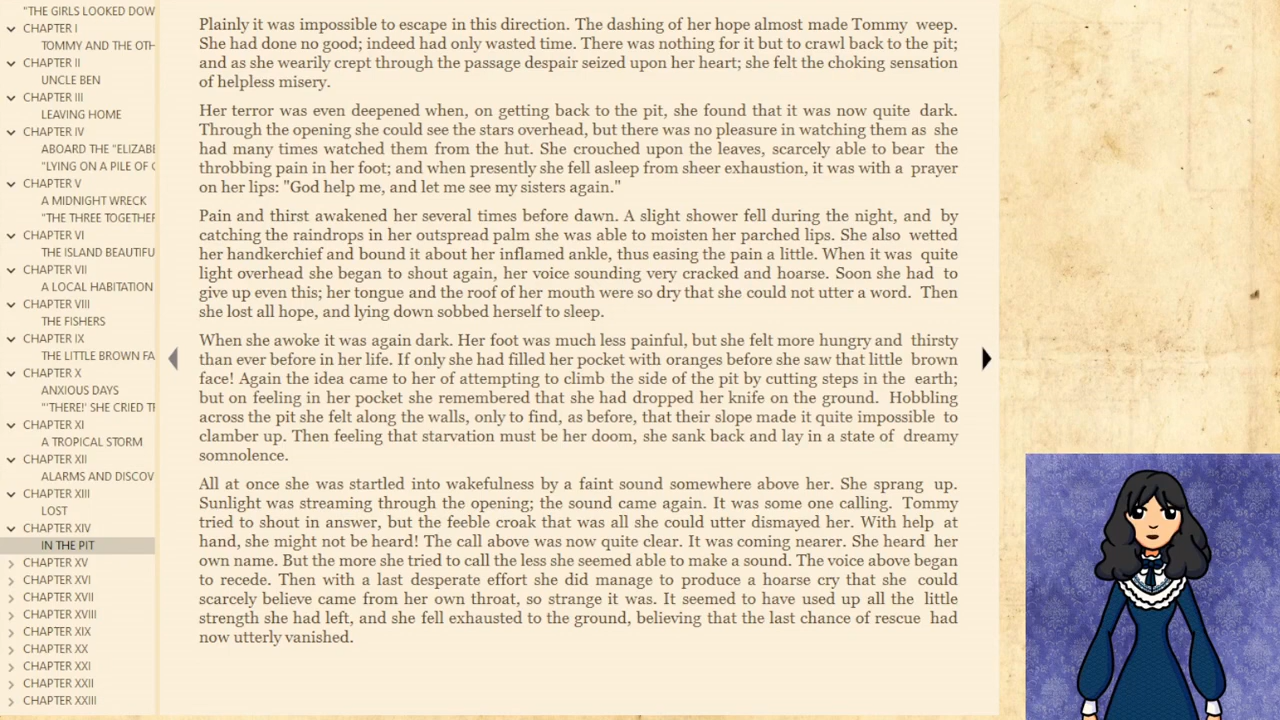 "THE GIRLS LOOKED DOW
CHAPTER I
TOMMY AND THE OTH
CHAPTER II
UNCLE BEN
CHAPTER III
LEAVING HOME
CHAPTER IV
ABOARD THE "ELIZABE
"LYING ON A PILE OF C
CHAPTER V
A MIDNIGHT WRECK
"THE THREE TOGETHER
CHAPTER VI
THE ISLAND BEAUTIFU
CHAPTER VII
A LOCAL HABITATION
CHAPTER VIII
THE FISHERS
CHAPTER IX
THE LITTLE BROWN FA
CHAPTER X
ANXIOUS DAYS
"'THERE!' SHE CRIED TR
CHAPTER XI
A TROPICAL STORM
CHAPTER XII
ALARMS AND DISCOV
CHAPTER XIII
LOST
CHAPTER XIV
IN THE PIT
CHAPTER XV
CHAPTER XVI
CHAPTER XVII
CHAPTER XVIII
CHAPTER XIX
CHAPTER XX
CHAPTER XXI
CHAPTER XXII
CHAPTER XXIII
Plainly it was impossible to escape in this direction. The dashing of her hope almost made Tommy weep.
She had done no good; indeed had only wasted time. There was nothing for it but to crawl back to the pit;
and as she wearily crept through the passage despair seized upon her heart; she felt the choking sensation
of helpless misery.
Her terror was even deepened when, on getting back to the pit, she found that it was now quite dark.
Through the opening she could see the stars overhead, but there was no pleasure in watching them as she
had many times watched them from the hut. She crouched upon the leaves, scarcely able to bear the
throbbing pain in her foot; and when presently she fell asleep from sheer exhaustion, it was with a prayer
on her lips: "God help me, and let me see my sisters again."
Pain and thirst awakened her several times before dawn. A slight shower fell during the night, and by
catching the raindrops in her outspread palm she was able to moisten her parched lips. She also wetted
her handkerchief and bound it about her inflamed ankle, thus easing the pain a little. When it was quite
light overhead she began to shout again, her voice sounding very cracked and hoarse. Soon she had to
give up even this; her tongue and the roof of her mouth were so dry that she could not utter a word. Then
she lost all hope, and lying down sobbed herself to sleep.
When she awoke it was again dark. Her foot was much less painful, but she felt more hungry and thirsty
than ever before in her life. If only she had filled her pocket with oranges before she saw that little brown
face! Again the idea came to her of attempting to climb the side of the pit by cutting steps in the earth;
but on feeling in her pocket she remembered that she had dropped her knife on the ground. Hobbling
across the pit she felt along the walls, only to find, as before, that their slope made it quite impossible to
clamber up. Then feeling that starvation must be her doom, she sank back and lay in a state of dreamy
somnolence.
All at once she was startled into wakefulness by a faint sound somewhere above her. She sprang up.
Sunlight was streaming through the opening; the sound came again. It was some one calling. Tommy
tried to shout in answer, but the feeble croak that was all she could utter dismayed her. With help at
hand, she might not be heard! The call above was now quite clear. It was coming nearer. She heard her
own name. But the more she tried to call the less she seemed able to make a sound. The voice above began
to recede. Then with a last desperate effort she did manage to produce a hoarse cry that she could
scarcely believe came from her own throat, so strange it was. It seemed to have used up all the little
strength she had left, and she fell exhausted to the ground, believing that the last chance of rescue had
now utterly vanished.